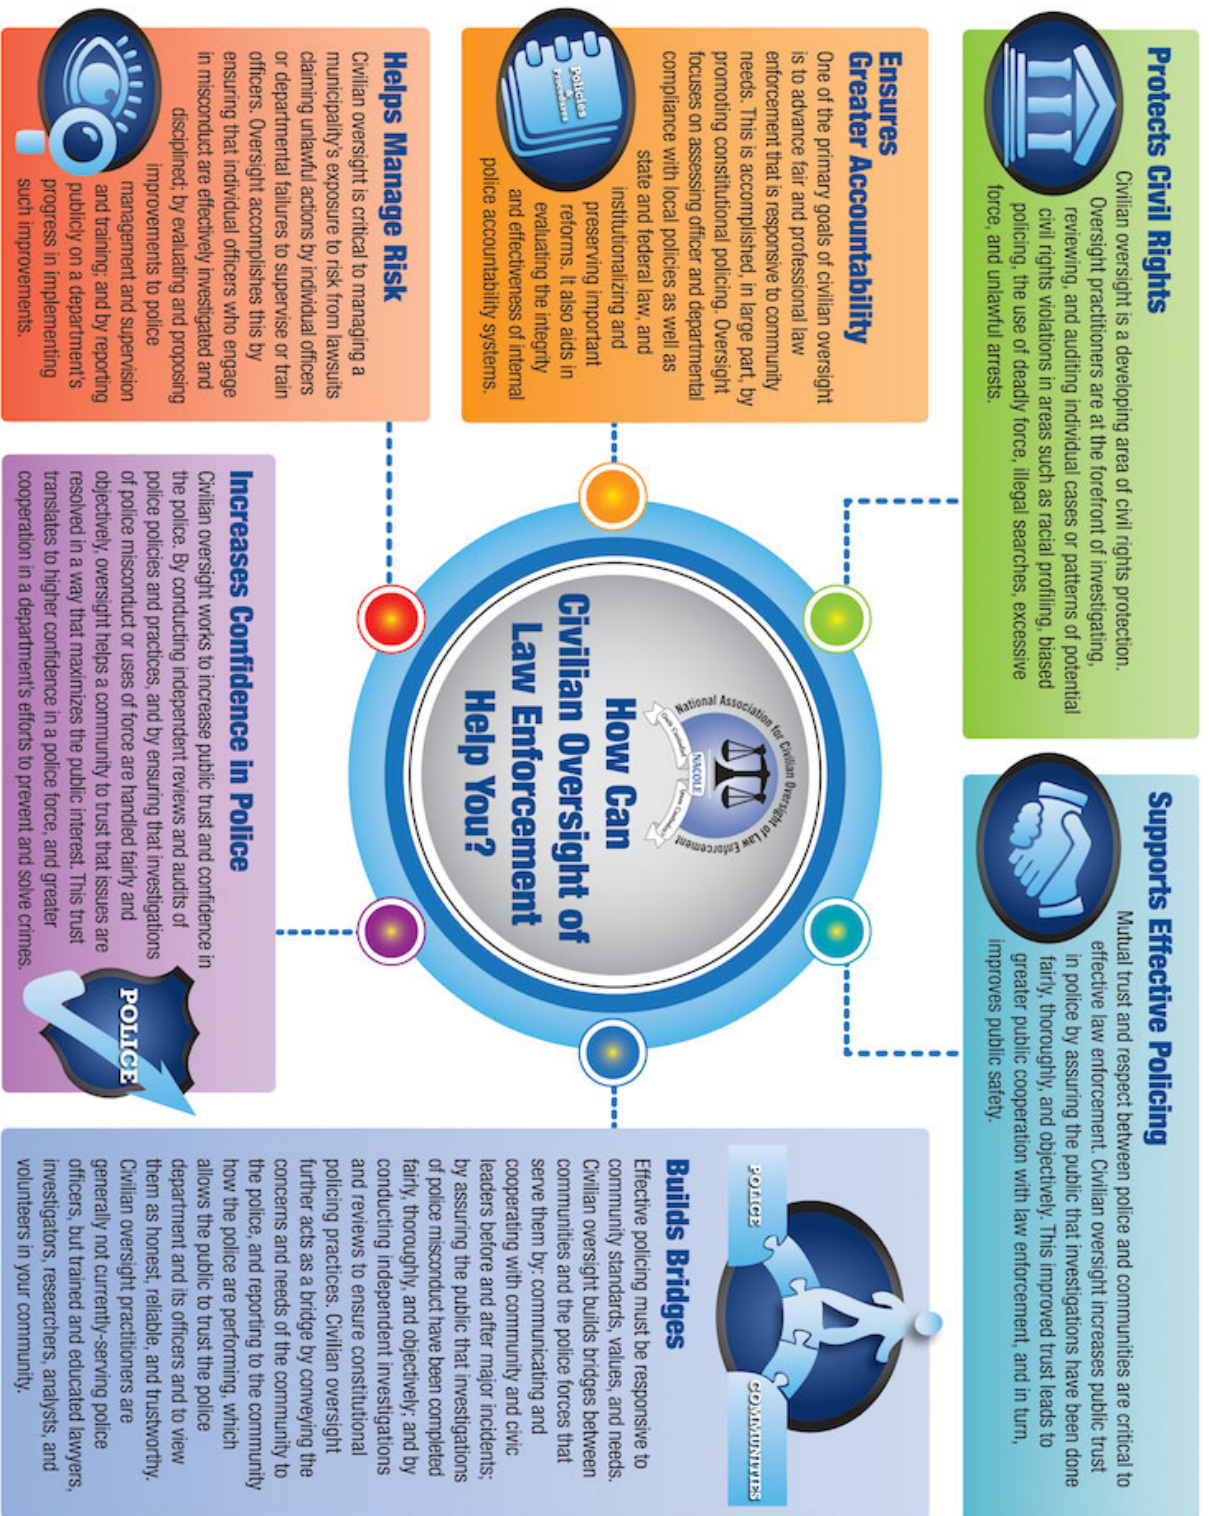 Protects Civil Rights
Civilian oversight is a developing area of civil rights protection.
Oversight practitioners are at the forefront of investigating,
reviewing, and auditing individual cases or patterns of potential
civil rights violations in areas such as racial profiling, biased
policing, the use of deadly force, illegal searches, excessive
force, and unlawful arrests.
Supports Effective Policing
Mutual trust and respect between police and communities are critical to
effective law enforcement. Civilian oversight increases public trust
in police by assuring the public that investigations have been done
fairly, thoroughly, and objectively. This improved trust leads to
greater public cooperation with law enforcement, and in turn,
improves public safety.
Ensures
Greater Accountability
One of the primary goals of civilian oversight
is to advance fair and professional law
enforcement that is responsive to community
needs. This is accomplished, in large part, by
promoting constitutional policing. Oversight
focuses on assessing officer and departmental
compliance with local policies as well as
state and federal law, and
institutionalizing and
preserving important
reforms. It also aids in
evaluating the integrity
and effectiveness of internal
police accountability systems.
Policies
&
Procedures
National Association for Civilian Oversight of Law Enforcement
NACOLE
How Can
Civilian Oversight of
Law Enforcement
Help You?
POLICE
COMMUNITIES
Builds Bridges
Effective policing must be responsive to
community standards, values, and needs.
Civilian oversight builds bridges between
communities and the police forces that
serve them by: communicating and
cooperating with community and civic
leaders before and after major incidents;
by assuring the public that investigations
of police misconduct have been completed
fairly, thoroughly, and objectively; and by
conducting independent investigations
and reviews to ensure constitutional
policing practices. Civilian oversight
further acts as a bridge by conveying the
concerns and needs of the community to
the police, and reporting to the community
how the police are performing, which
allows the public to trust the police
department and its officers and to view
them as honest, reliable, and trustworthy.
Civilian oversight practitioners are
generally not currently-serving police
officers, but trained and educated lawyers,
investigators, researchers, analysts, and
volunteers in your community.
Helps Manage Risk
Civilian oversight is critical to managing a
municipality's exposure to risk from lawsuits
claiming unlawful actions by individual officers
or departmental failures to supervise or train
officers. Oversight accomplishes this by
ensuring that individual officers who engage
in misconduct are effectively investigated and
disciplined; by evaluating and proposing
improvements to police
management and supervision
and training; and by reporting
publicly on a department's
progress in implementing
such improvements.
Increases Confidence in Police
Civilian oversight works to increase public trust and confidence in
the police. By conducting independent reviews and audits of
police policies and practices, and by ensuring that investigations
of police misconduct or uses of force are handled fairly and
objectively, oversight helps a community to trust that issues are
resolved in a way that maximizes the public interest. This trust
translates to higher confidence in a police force, and greater
cooperation in a department's efforts to prevent and solve crimes.
POLICE